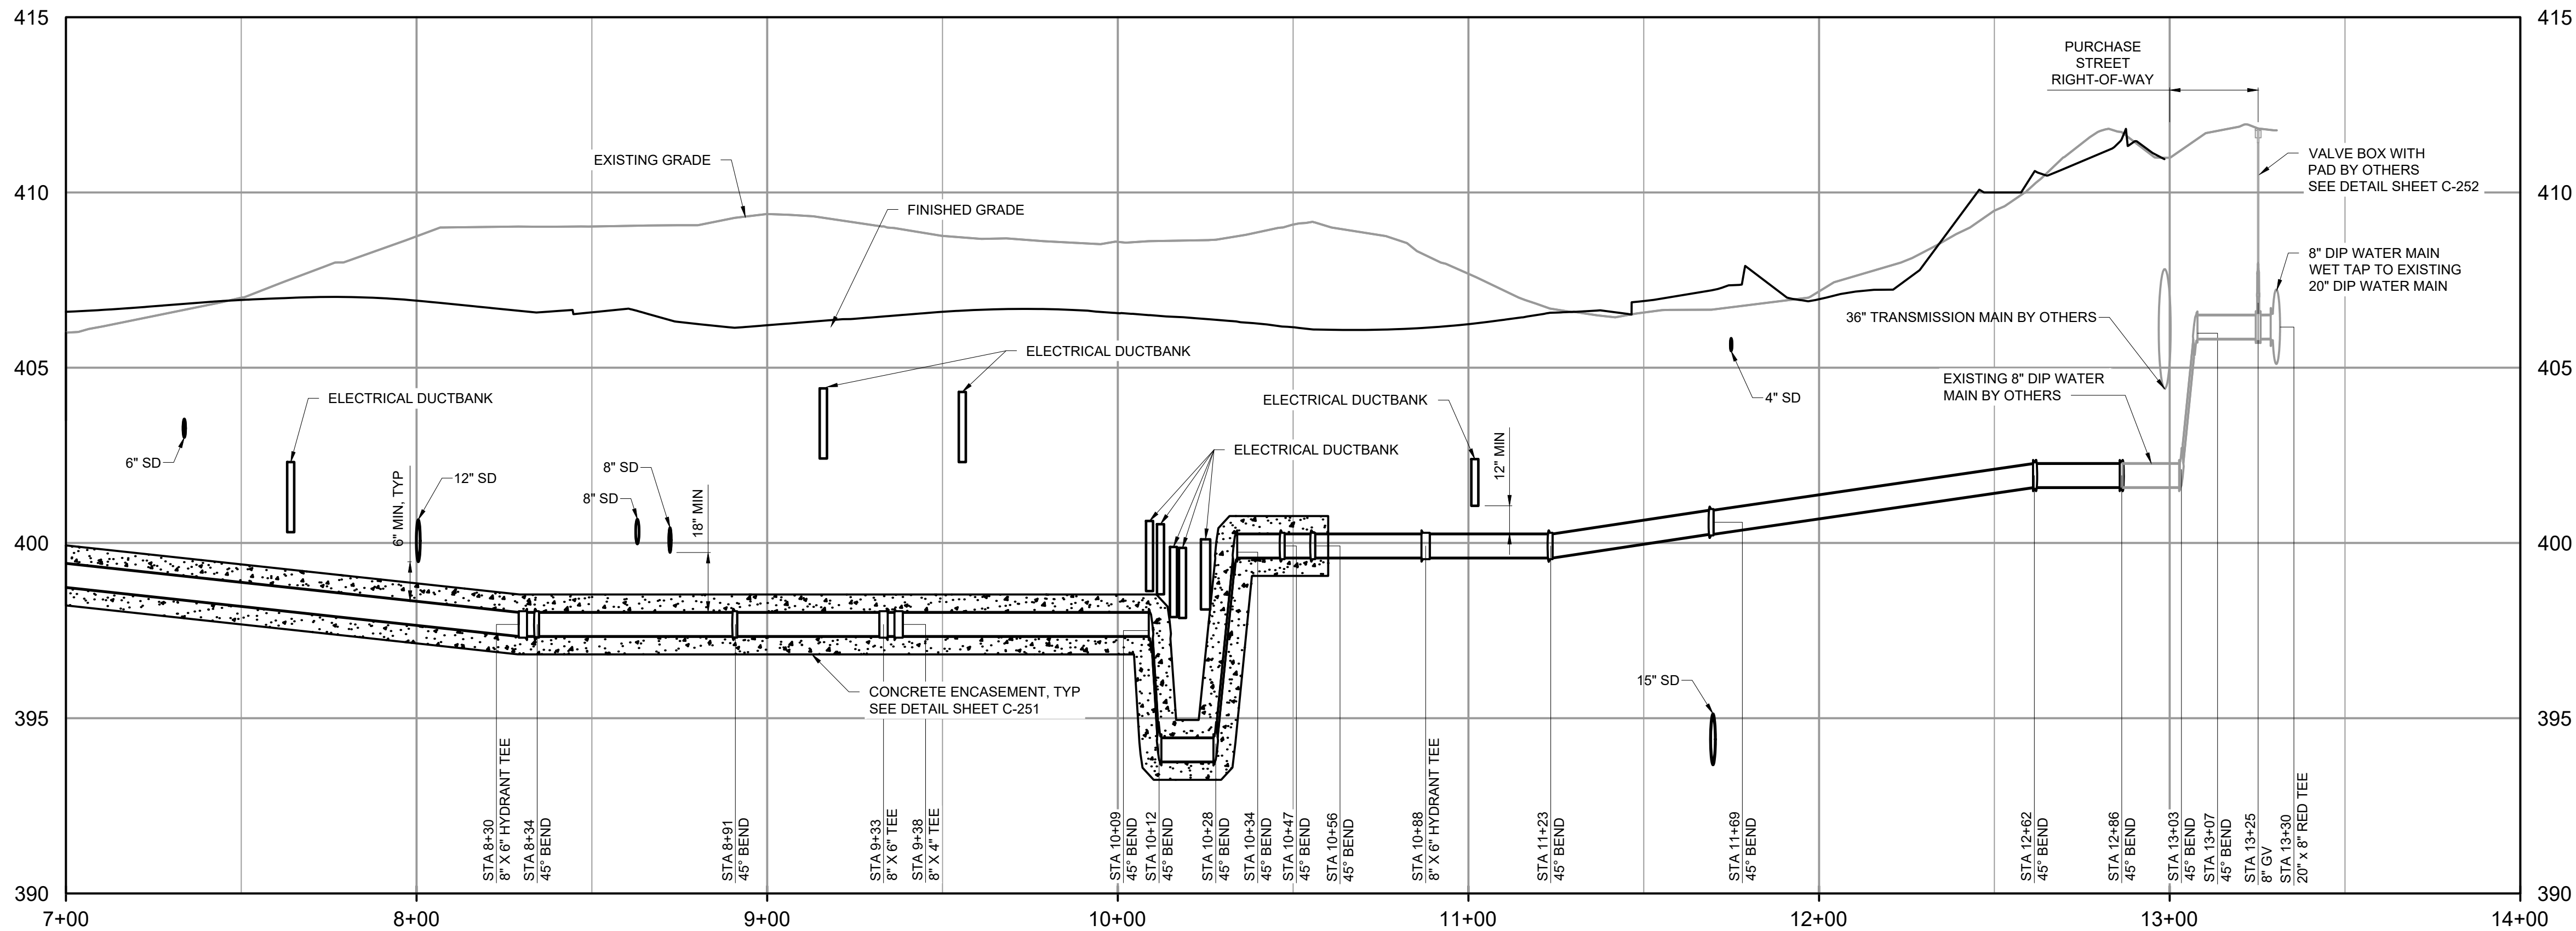 415
415
PURCHASE
STREET
RIGHT-OF-WAY
EXISTING GRADE
VALVE BOX WITH
PAD BY OTHERS
SEE DETAIL SHEET C-252
410
410
FINISHED GRADE
8" DIP WATER MAIN
WET TAP TO EXISTING
20" DIP WATER MAIN
36" TRANSMISSION MAIN BY OTHERS
ELECTRICAL DUCTBANK
405
405
EXISTING 8" DIP WATER
MAIN BY OTHERS
ELECTRICAL DUCTBANK
ELECTRICAL DUCTBANK
4" SD
12" MIN
ELECTRICAL DUCTBANK
6" SD
8" SD
12" SD
6" MIN, TYP
8" SD
18" MIN
400
400
CONCRETE ENCASEMENT, TYP
SEE DETAIL SHEET C-251
15" SD
395
395
STA 8+30
8" X 6" HYDRANT TEE
STA 8+34
45° BEND
STA 8+91
45° BEND
STA 9+33
8" X 6" TEE
STA 9+38
8" X 4" TEE
STA 10+09
45° BEND
STA 10+12
45° BEND
STA 10+28
45° BEND
STA 10+34
45° BEND
STA 10+47
45° BEND
STA 10+56
45° BEND
STA 10+88
8" X 6" HYDRANT TEE
STA 11+23
45° BEND
STA 11+69
45° BEND
STA 12+62
45° BEND
STA 12+86
45° BEND
STA 13+03
45° BEND
STA 13+07
45° BEND
STA 13+25
8" GV
STA 13+30
20" x 8" RED TEE
390
390
7+00
8+00
9+00
10+00
11+00
12+00
13+00
14+00